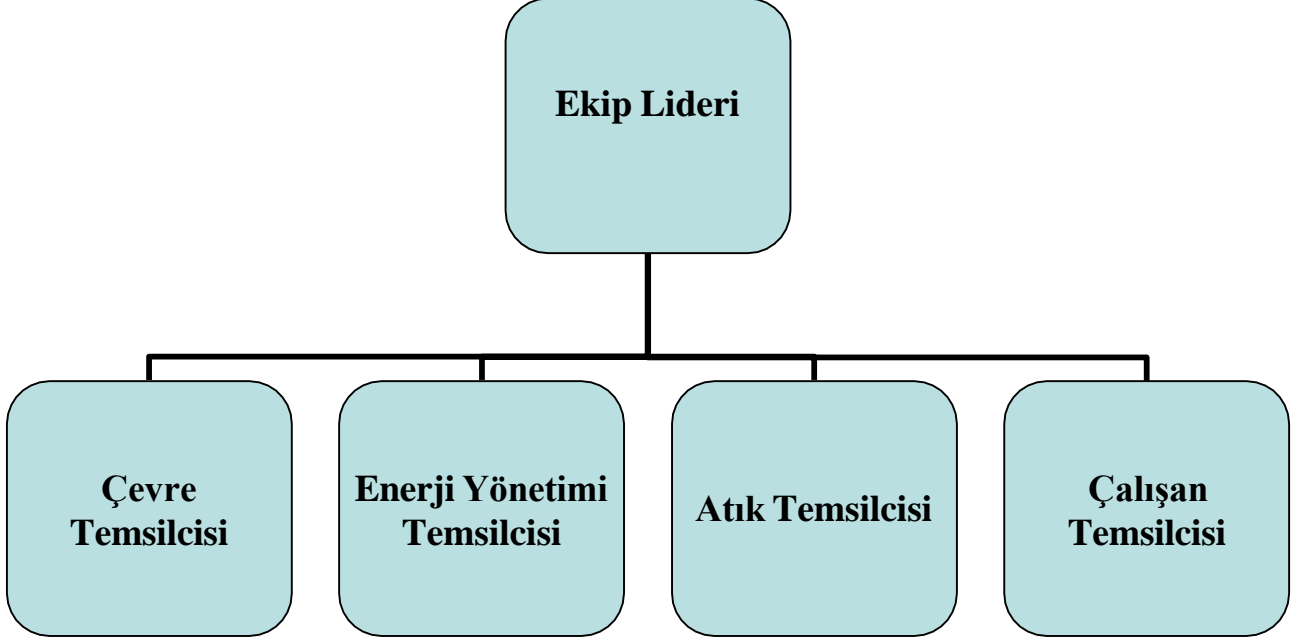 Ekip Lideri
Çevre
Temsilcisi
Enerji Yönetimi
Temsilcisi
Atık Temsilcisi
Çalışan
Temsilcisi